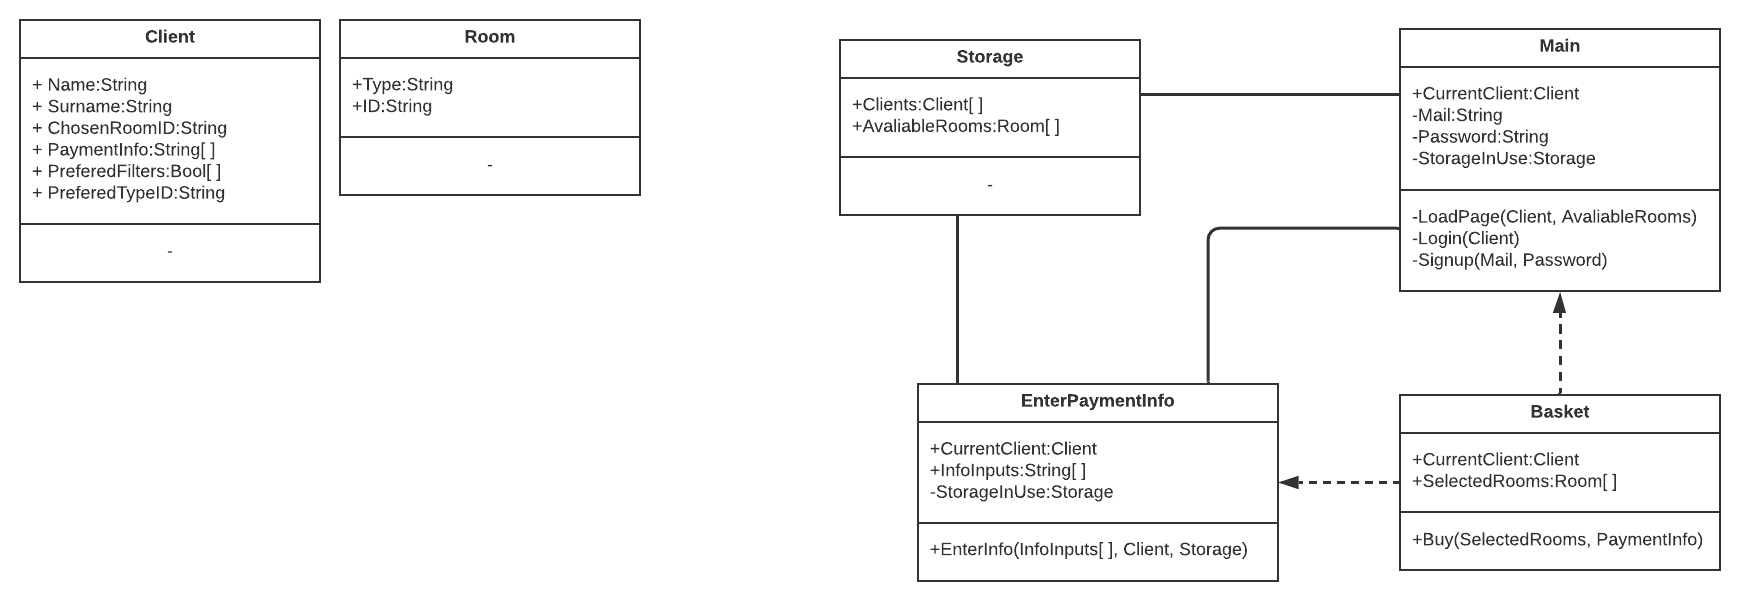 Client
+ Name:String
+ Surname:String
+ ChosenRoomID:String
+ PaymentInfo:String[ ]
+ PreferedFilters:Bool[ ]
+ PreferedTypeID:String
-
Room
+Type:String
+ID:String
-
Storage
+Clients:Client[ ]
+AvaliableRooms:Room[ ]
-
Main
+CurrentClient:Client
-Mail:String
-Password:String
-StorageInUse:Storage
-LoadPage(Client, AvaliableRooms)
-Login(Client)
-Signup(Mail, Password)
EnterPaymentInfo
+CurrentClient:Client
+InfoInputs:String[ ]
-StorageInUse:Storage
+EnterInfo(InfoInputs[ ], Client, Storage)
Basket
+CurrentClient:Client
+SelectedRooms:Room[ ]
+Buy(SelectedRooms, PaymentInfo)